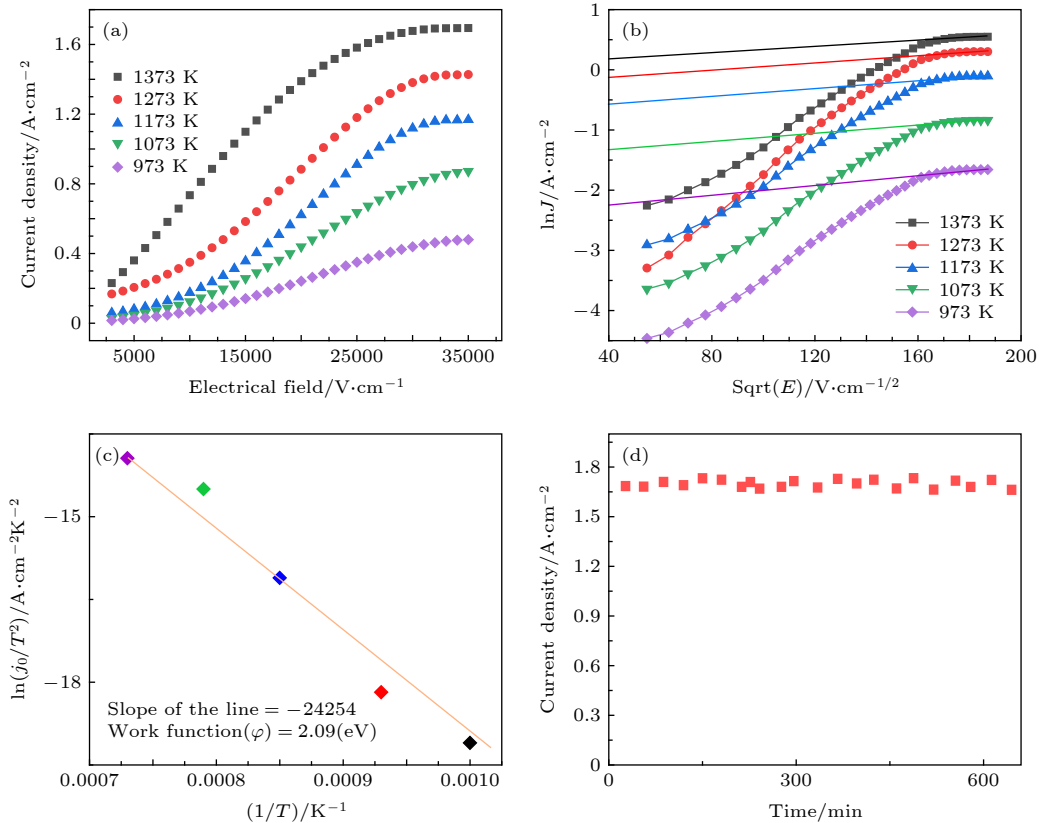 (a)
1373 K
1273 K
1173 K
1073 K
973 K
1.6
1.2
0.8
0.4
0
5000 15000 25000 35000
Electrical field/V·cm⁻¹
Current density/A·cm⁻²
(b)
1373 K
1273 K
1173 K
1073 K
973 K
1
0
−1
−2
−3
−4
40 80 120 160 200
Sqrt(E)/V·cm⁻¹/²
lnJ/A·cm⁻²
(c)
−15
−18
Slope of the line = −24254
Work function(φ) = 2.09(eV)
0.0007 0.0008 0.0009 0.0010
(1/T)/K⁻¹
ln(j₀/T²)/A·cm⁻²K⁻²
(d)
1.8
1.5
1.2
0.9
0.6
0.3
0
0 300 600
Time/min
Current density/A·cm⁻²